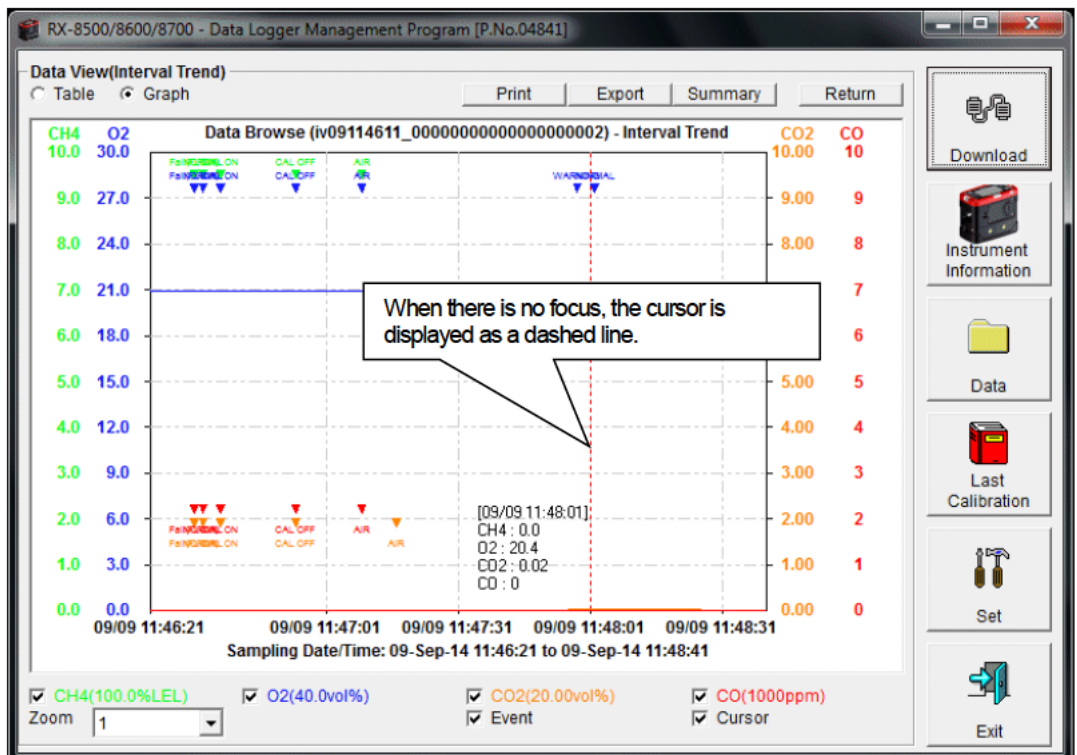 RX-8500/8600/8700 - Data Logger Management Program [P.No.04841]
Data View(Interval Trend)
Table Graph Print Export Summary Return
Download
CH4 O2 Data Browse (iv09114611_00000000000000000002) - Interval Trend CO2 CO
10.0 30.0 10.00 10
CAL OFF AIR
CAL OFF AIR
9.0 27.0 9.00 9
8.0 24.0 8.00 8
Instrument
Information
7.0 21.0 7
When there is no focus, the cursor is
displayed as a dashed line.
6.0 18.0 6
5.0 15.0 5.00 5
Data
4.0 12.0 4.00 4
3.0 9.0 3.00 3
Last
Calibration
2.0 6.0 2.00 2
CAL OFF AIR
CAL OFF AIR
[09/09 11:48:01]
CH4 : 0.0
O2 : 20.4
CO2 : 0.02
CO : 0
1.0 3.0 1.00 1
0.0 0.0 0.00 0
Set
09/09 11:46:21 09/09 11:47:01 09/09 11:47:31 09/09 11:48:01 09/09 11:48:31
Sampling Date/Time: 09-Sep-14 11:46:21 to 09-Sep-14 11:48:41
CH4(100.0%LEL) O2(40.0vol%) CO2(20.00vol%) CO(1000ppm)
Zoom 1 Event Cursor
Exit